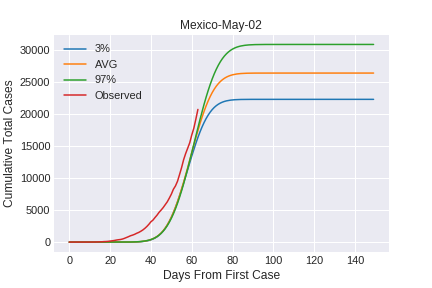 Mexico-May-02
3%
AVG
97%
Observed
Cumulative Total Cases
30000
25000
20000
15000
10000
5000
0
0 20 40 60 80 100 120 140
Days From First Case